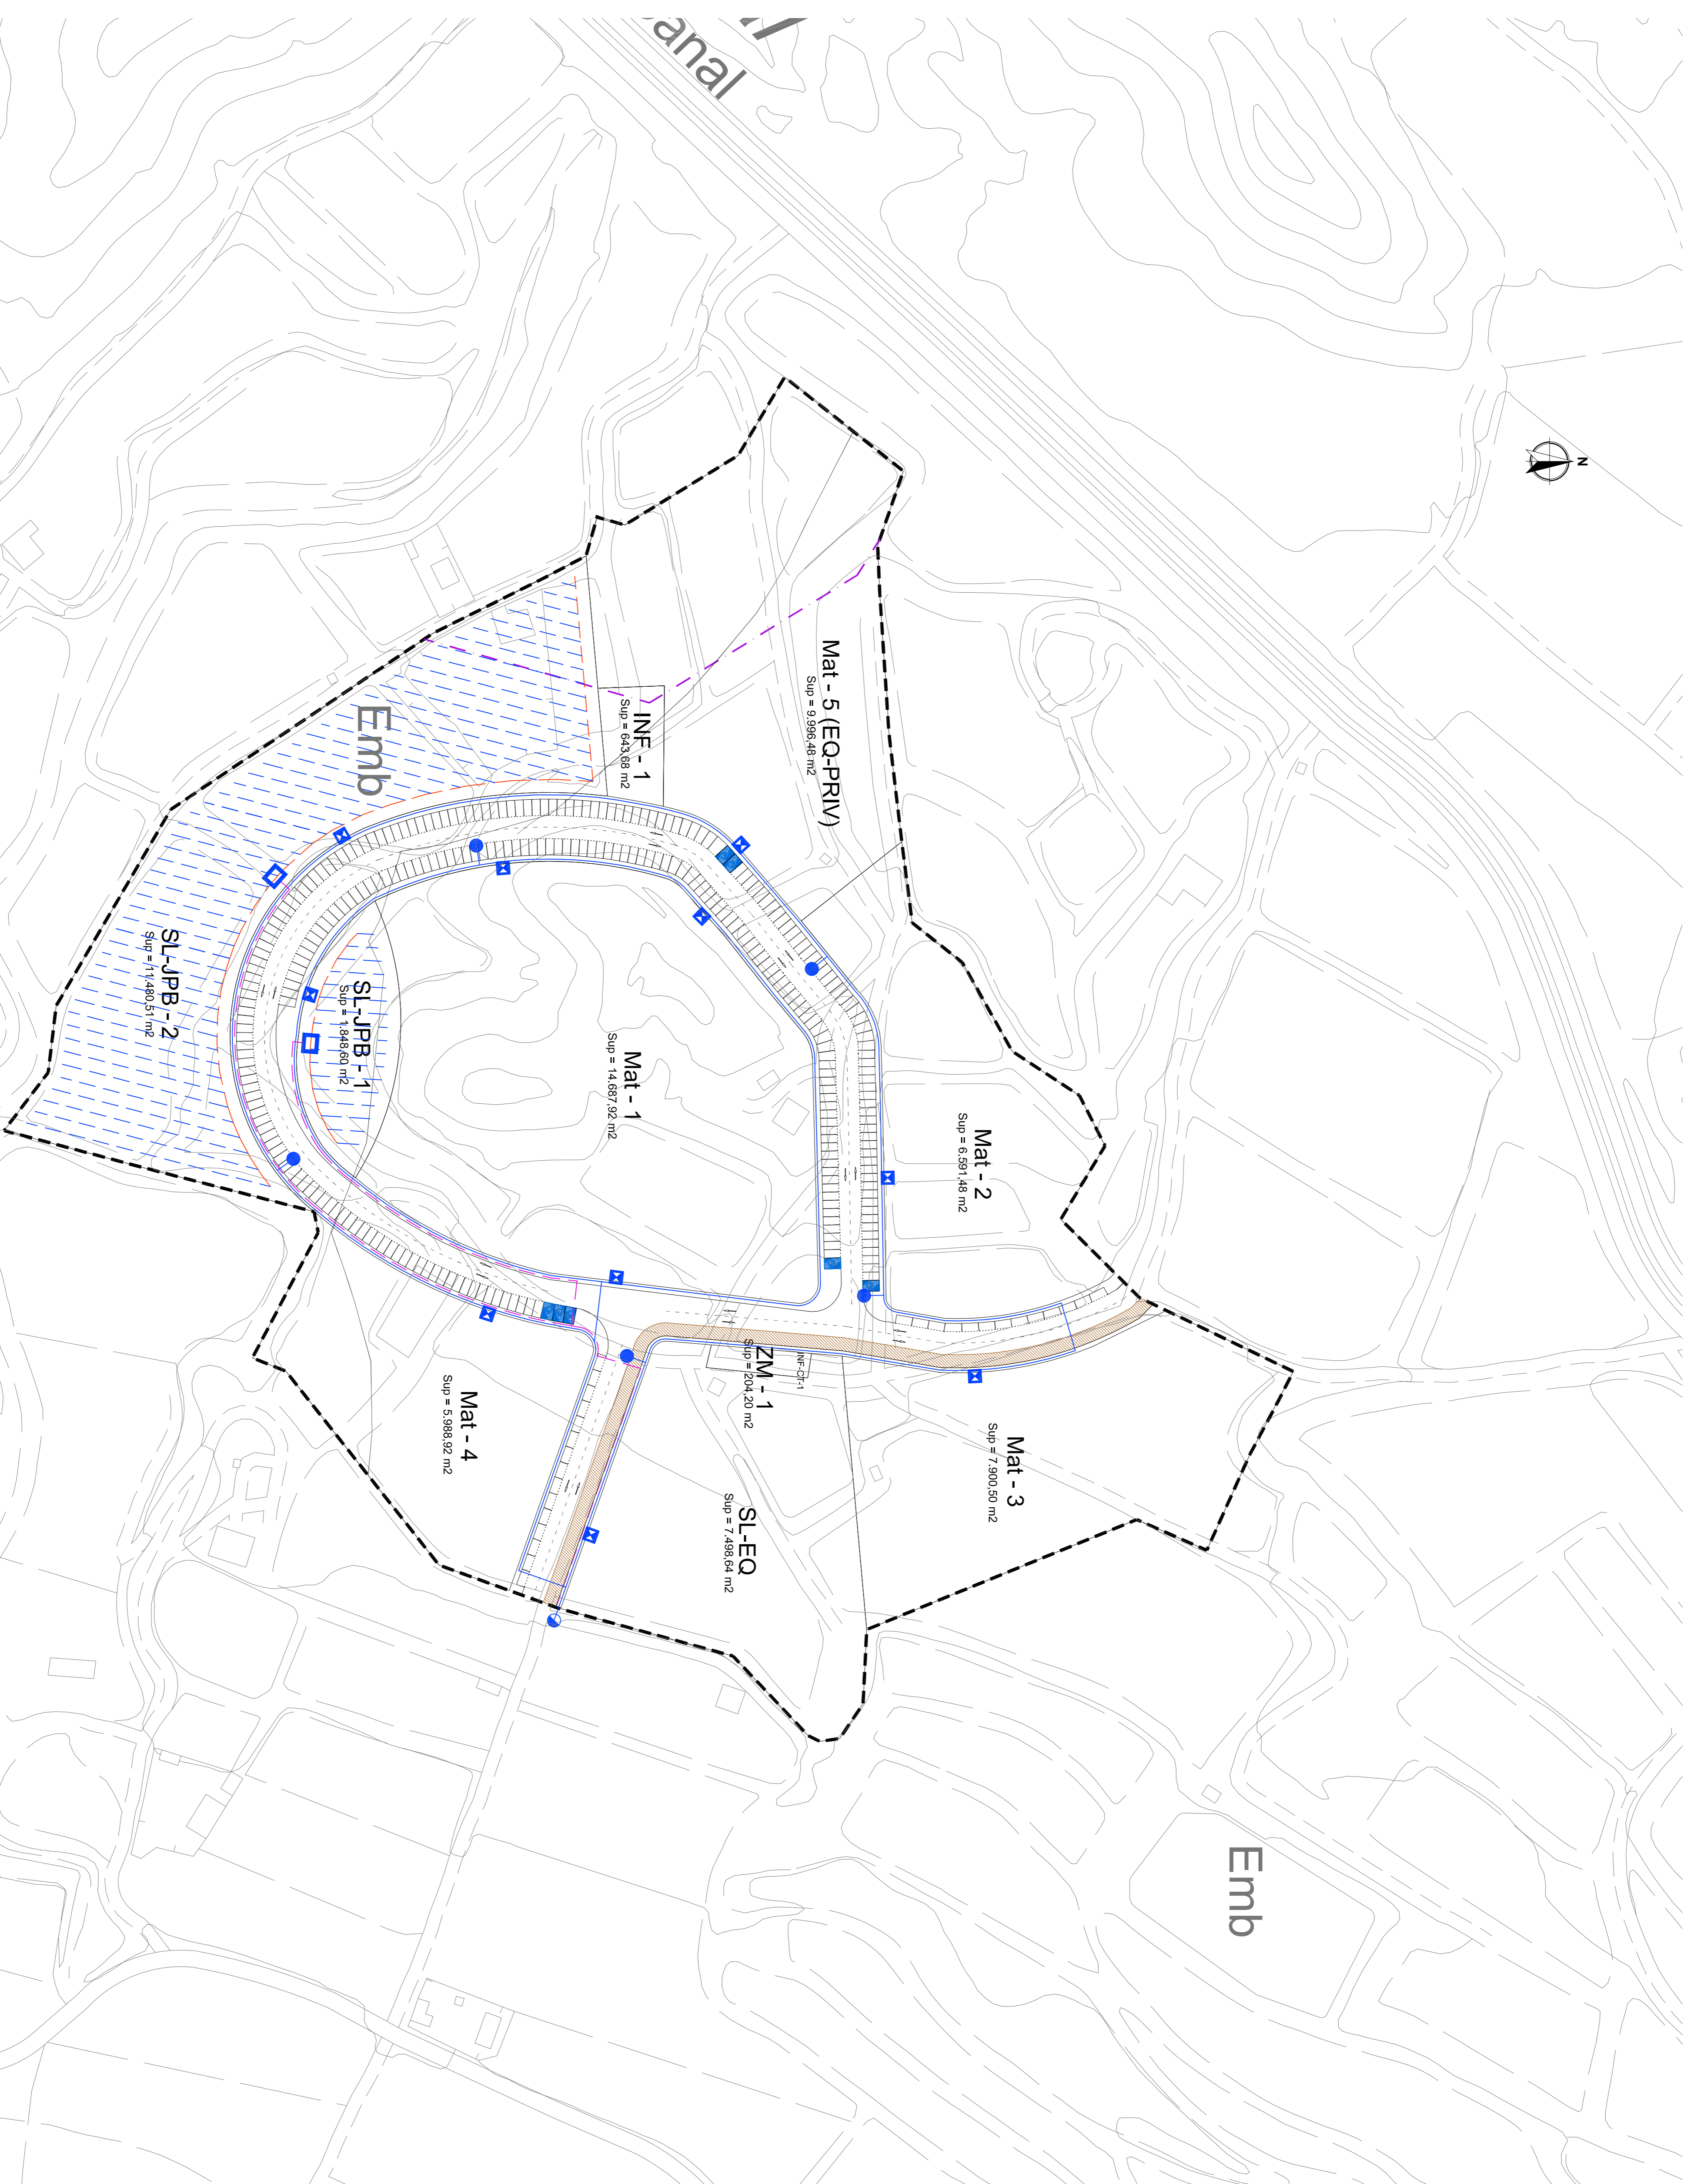 anal
N
Mat - 5 (EQ-PRIV)
Sup = 9.996,48 m2
INF - 1
Sup = 643,68 m2
Emb
Mat - 2
Sup = 6.591,48 m2
Mat - 1
Sup = 14.687,92 m2
SL-JPB - 1
Sup = 1.848,60 m2
SL-JPB - 2
Sup = 11.480,51 m2
INF-CT-1
ZM - 1
Sup = 204,20 m2
Mat - 3
Sup = 7.900,50 m2
Mat - 4
Sup = 5.988,92 m2
SL-EQ
Sup = 7.498,64 m2
Emb